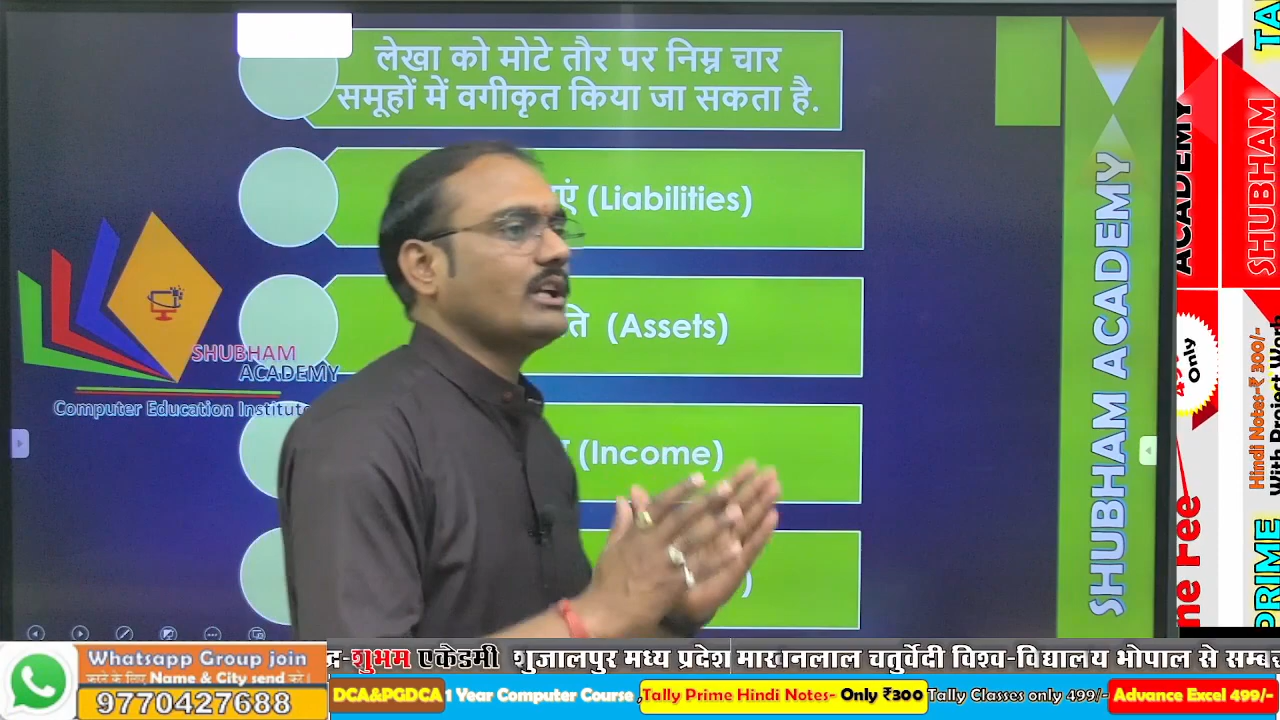 लेखा को मोटे तौर पर निम्न चार
समूहों में वर्गीकृत किया जा सकता है.
(Liabilities)
(Assets)
(Income)
SHUBHAM
ACADEMY
Computer Education Institute
SHUBHAM ACADEMY
ACADEMY
SHUBHAM
Only
Hindi Notes-₹ 300/-
With Project Work
Fee
PRIME
Whatsapp Group join
करने के लिए Name & City send करें
9770427688
शुभम एकेडमी शुजालपुर मध्य प्रदेश माखनलाल चतुर्वेदी विश्व-विद्यालय भोपाल से
DCA&PGDCA 1 Year Computer Course , Tally Prime Hindi Notes- Only ₹300 Tally Classes only 499/- Advance Excel 499/-